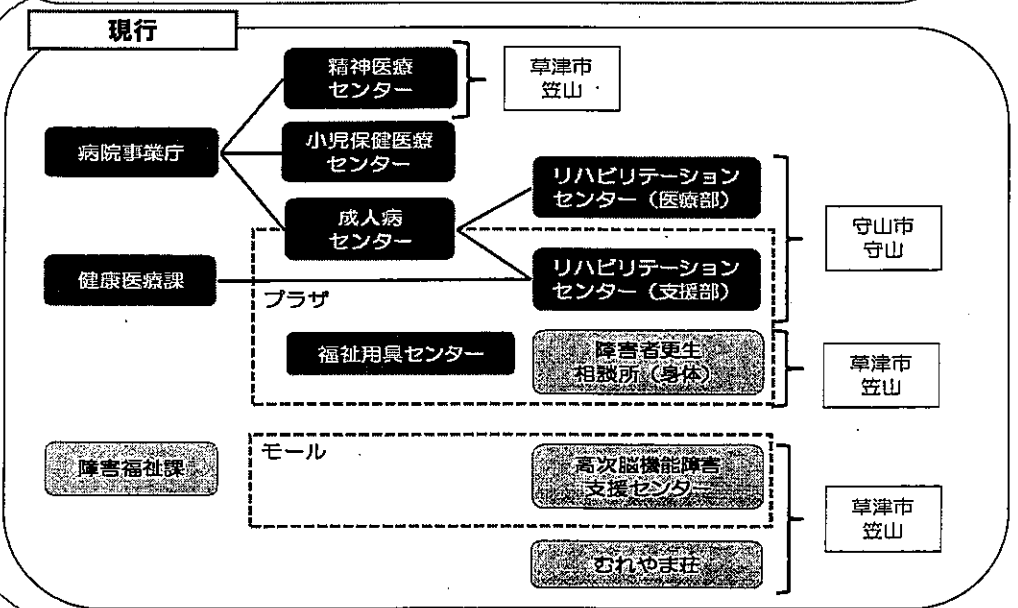 現行
精神医療
センター
草津市
笠山
病院事業庁
小児保健医療
センター
成人病
センター
リハビリテーション
センター（医療部）
守山市
守山
健康医療課
リハビリテーション
センター（支援部）
プラザ
福祉用具センター
障害者更生
相談所（身体）
草津市
笠山
障害福祉課
モール
高次脳機能障害
支援センター
草津市
笠山
むれやま荘